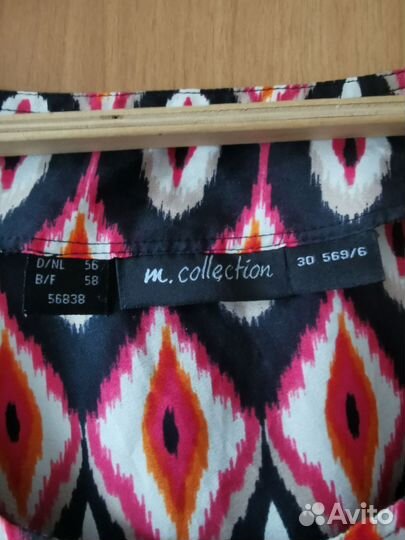 D/NL 56
B/F 58
56838
m. collection
30 569/6
Avito